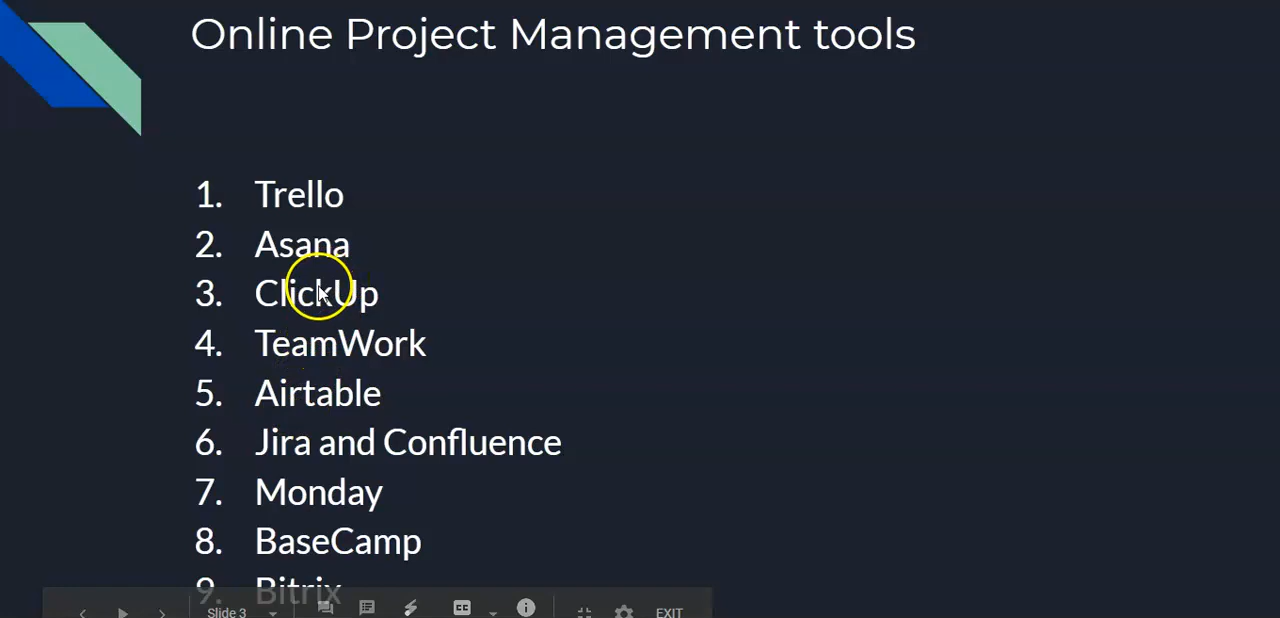 Online Project Management tools
1. Trello
2. Asana
3. ClickUp
4. TeamWork
5. Airtable
6. Jira and Confluence
7. Monday
8. BaseCamp
9. Bitrix
Slide 3 CC EXIT